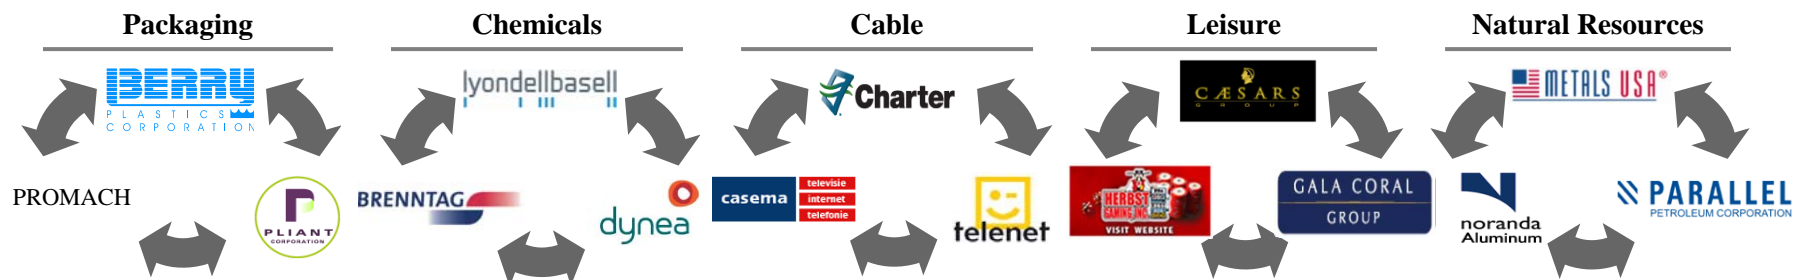 Packaging
Chemicals
Cable
Leisure
Natural Resources
BERRY
PLASTICS
CORPORATION
lyondellbasell
Charter
CÆSARS
GROUP
METALS USA®
PROMACH
PLIANT
CORPORATION
BRENNTAG
dynea
casema
televisie
internet
telefonie
telenet
HERBST
GAMING INC.
VISIT WEBSITE
GALA CORAL
GROUP
noranda
Aluminum
PARALLEL
PETROLEUM CORPORATION